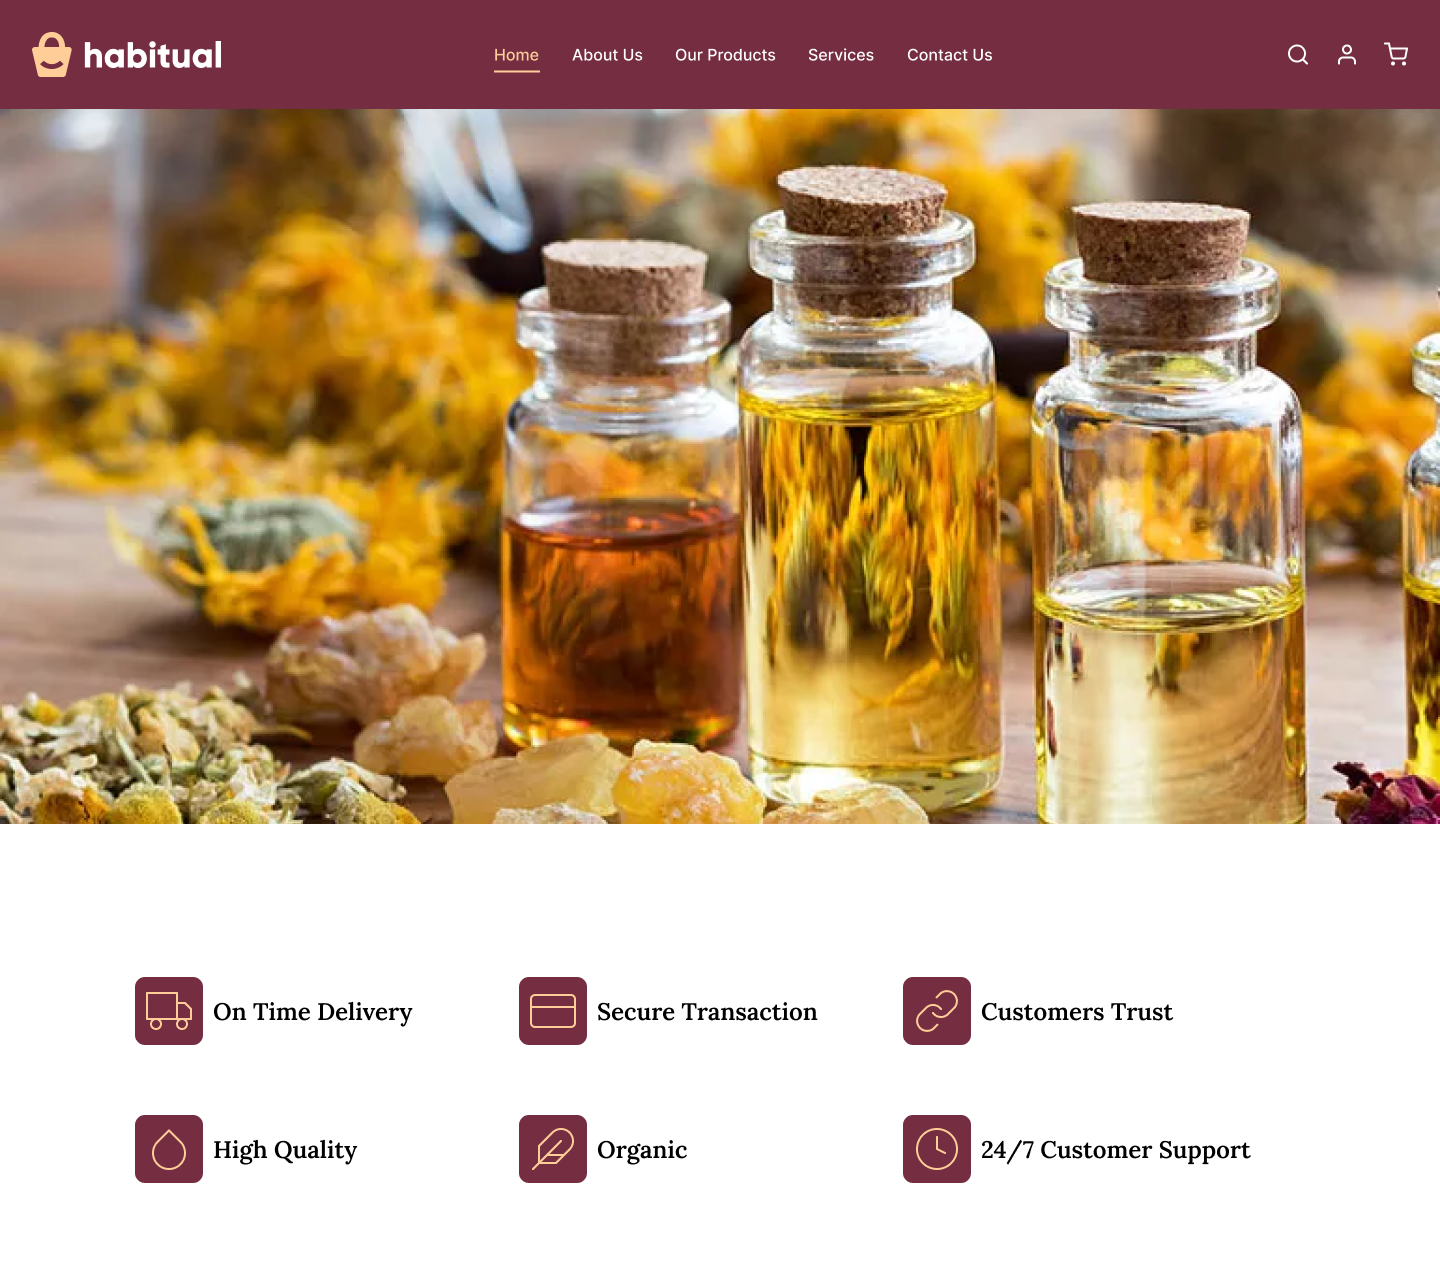 habitual
Home About Us Our Products Services Contact Us
On Time Delivery
Secure Transaction
Customers Trust
High Quality
Organic
24/7 Customer Support